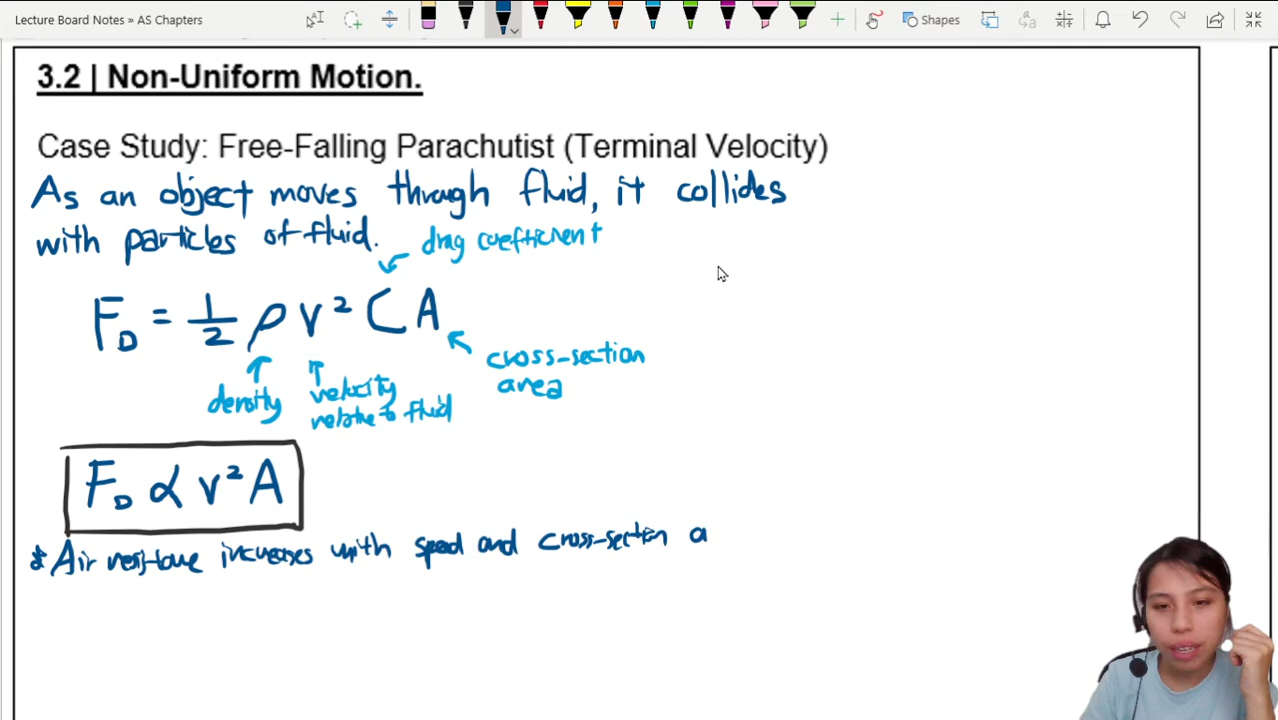 Lecture Board Notes » AS Chapters
Shapes
3.2 | Non-Uniform Motion.
Case Study: Free-Falling Parachutist (Terminal Velocity)
As an object moves through fluid, it collides
with particles of fluid.
drag coefficient
F_D = 1/2 ρ v² C A
cross-section
area
density
velocity
relate to fluid
F_D ∝ v² A
* Air resistance increases with speed and cross-section a